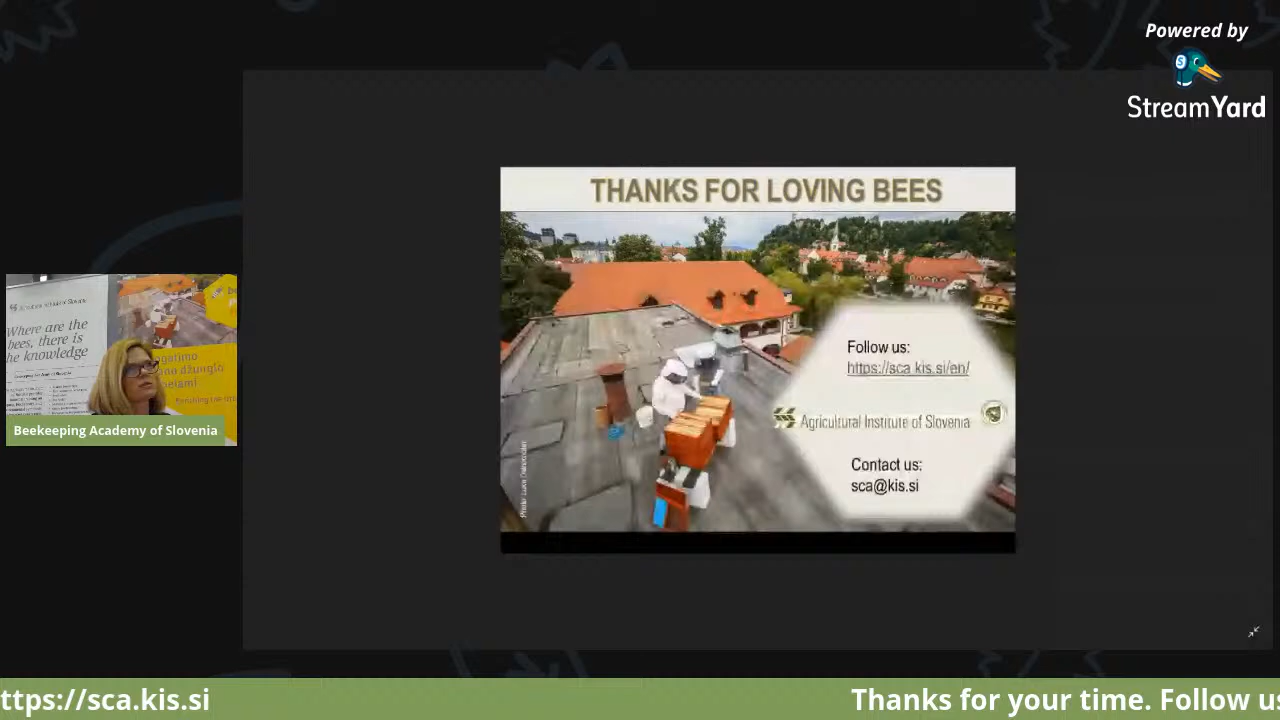 Powered by
StreamYard
THANKS FOR LOVING BEES
Follow us:
https://sca.kis.si/en/
Agricultural Institute of Slovenia
Contact us:
sca@kis.si
Where are the
bees, there is
he knowledge
Beekeeping Academy of Slovenia
ttps://sca.kis.si
Thanks for your time. Follow us